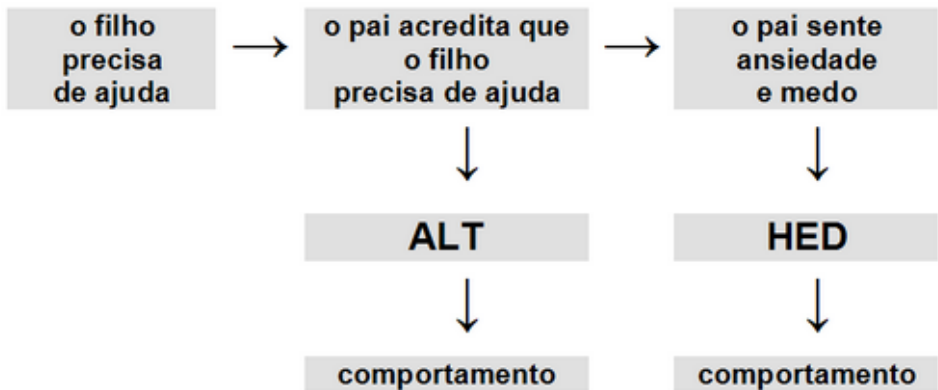 o filho
precisa
de ajuda
o pai acredita que
o filho
precisa de ajuda
o pai sente
ansiedade
e medo
ALT
HED
comportamento
comportamento